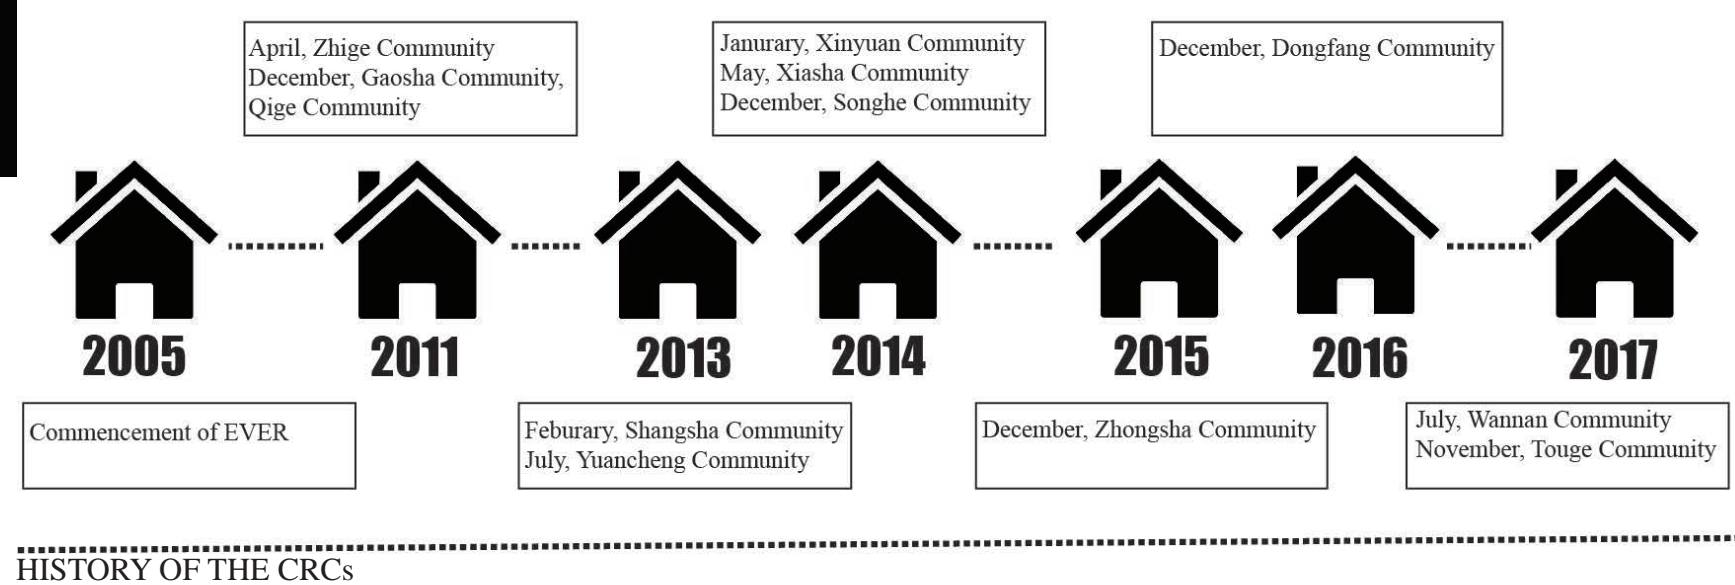 April, Zhige Community
December, Gaosha Community,
Qige Community
Janurary, Xinyuan Community
May, Xiasha Community
December, Songhe Community
December, Dongfang Community
2005
2011
2013
2014
2015
2016
2017
Commencement of EVER
Feburary, Shangsha Community
July, Yuancheng Community
December, Zhongsha Community
July, Wannan Community
November, Touge Community
HISTORY OF THE CRCs